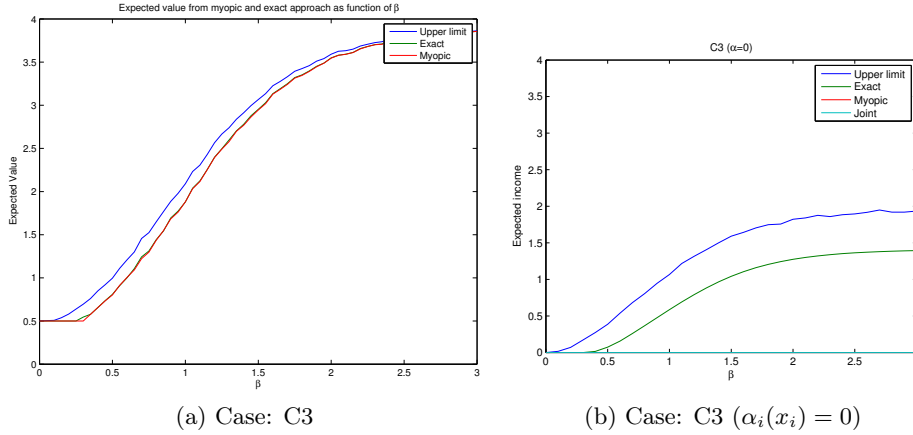 Expected value from myopic and exact approach as function of β
4
3.5
3
2.5
2
1.5
1
0.5
0
Expected Value
0
0.5
1
1.5
2
2.5
3
β
Upper limit
Exact
Myopic
(a) Case: C3
C3 (α=0)
4
3.5
3
2.5
2
1.5
1
0.5
0
Expected income
0
0.5
1
1.5
2
2.5
β
Upper limit
Exact
Myopic
Joint
(b) Case: C3 (αᵢ(xᵢ) = 0)